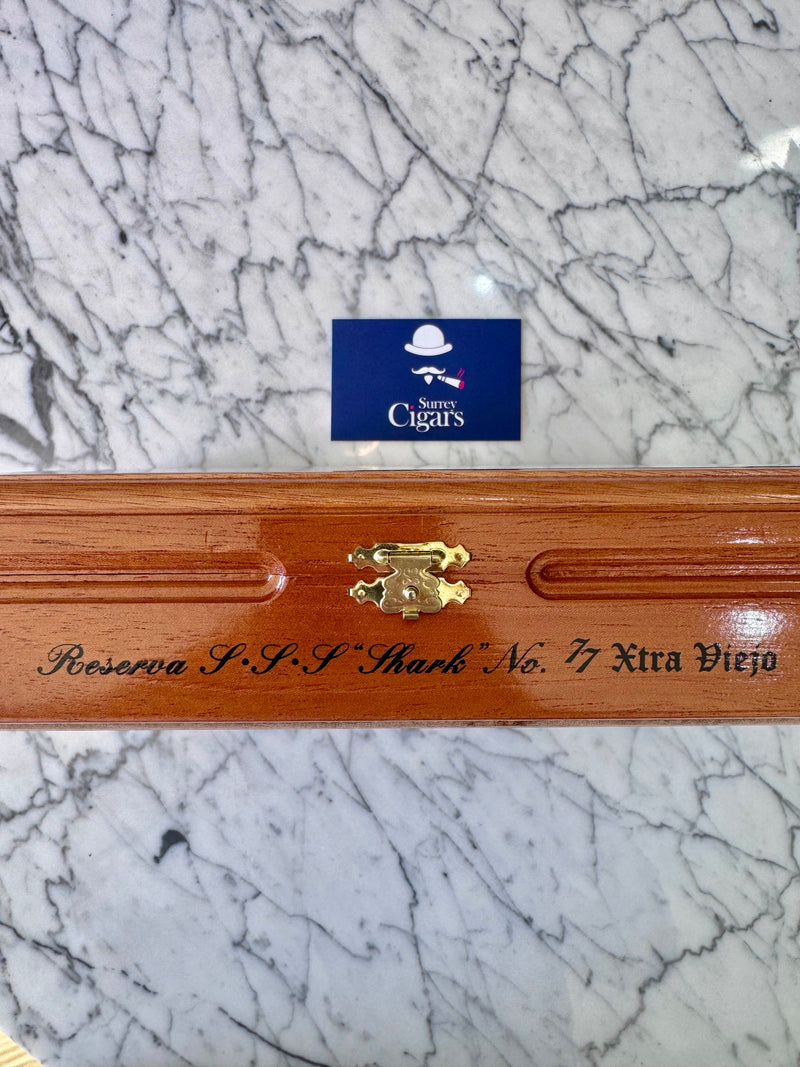 Surrey
Cigars
Reserva S•S•S "Shark" No. 77 Xtra Viejo